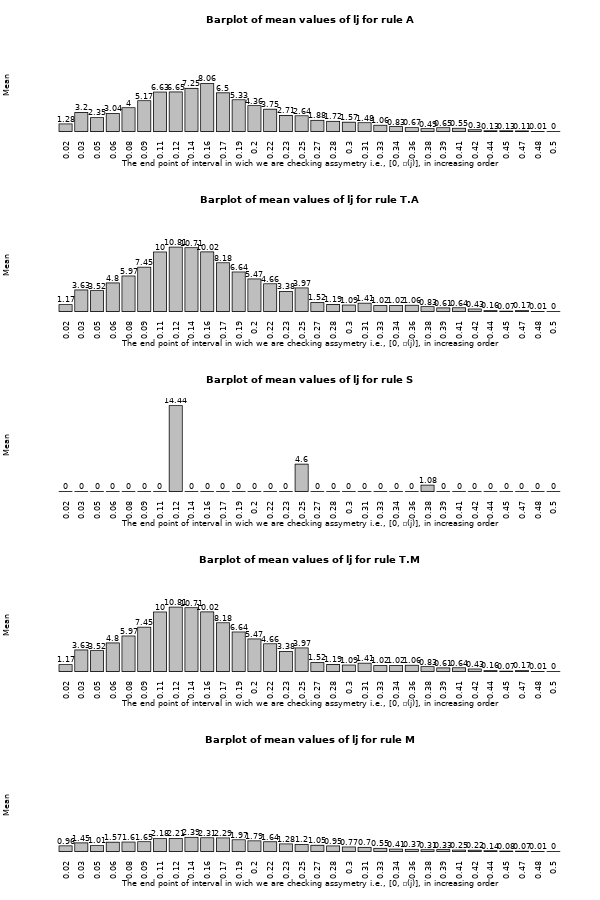 Barplot of mean values of lj for rule A
Mean
1.28 3.2 2.35 3.04 4 5.17 6.63 6.65 7.25 8.06 6.5 5.33 4.36 3.75 2.71 2.64 1.88 1.72 1.57 1.48 1.06 0.83 0.67 0.45 0.65 0.55 0.3 0.13 0.13 0.11 0.01 0
0.02 0.03 0.05 0.06 0.08 0.09 0.11 0.12 0.14 0.16 0.17 0.19 0.2 0.22 0.23 0.25 0.27 0.28 0.3 0.31 0.33 0.34 0.36 0.38 0.39 0.41 0.42 0.44 0.45 0.47 0.48 0.5
The end point of interval in wich we are checking assymetry i.e., [0, □(j)], in increasing order
Barplot of mean values of lj for rule T.A
Mean
1.17 3.63 3.52 4.8 5.97 7.45 10 10.81 10.71 10.02 8.18 6.64 5.47 4.66 3.38 3.97 1.52 1.19 1.09 1.41 1.02 1.02 1.06 0.83 0.61 0.64 0.43 0.16 0.07 0.17 0.01 0
0.02 0.03 0.05 0.06 0.08 0.09 0.11 0.12 0.14 0.16 0.17 0.19 0.2 0.22 0.23 0.25 0.27 0.28 0.3 0.31 0.33 0.34 0.36 0.38 0.39 0.41 0.42 0.44 0.45 0.47 0.48 0.5
The end point of interval in wich we are checking assymetry i.e., [0, □(j)], in increasing order
Barplot of mean values of lj for rule S
Mean
0 0 0 0 0 0 0 14.44 0 0 0 0 0 0 0 4.6 0 0 0 0 0 0 0 1.08 0 0 0 0 0 0 0 0
0.02 0.03 0.05 0.06 0.08 0.09 0.11 0.12 0.14 0.16 0.17 0.19 0.2 0.22 0.23 0.25 0.27 0.28 0.3 0.31 0.33 0.34 0.36 0.38 0.39 0.41 0.42 0.44 0.45 0.47 0.48 0.5
The end point of interval in wich we are checking assymetry i.e., [0, □(j)], in increasing order
Barplot of mean values of lj for rule T.M
Mean
1.17 3.63 3.52 4.8 5.97 7.45 10 10.81 10.71 10.02 8.18 6.64 5.47 4.66 3.38 3.97 1.52 1.19 1.09 1.41 1.02 1.02 1.06 0.83 0.61 0.64 0.43 0.16 0.07 0.17 0.01 0
0.02 0.03 0.05 0.06 0.08 0.09 0.11 0.12 0.14 0.16 0.17 0.19 0.2 0.22 0.23 0.25 0.27 0.28 0.3 0.31 0.33 0.34 0.36 0.38 0.39 0.41 0.42 0.44 0.45 0.47 0.48 0.5
The end point of interval in wich we are checking assymetry i.e., [0, □(j)], in increasing order
Barplot of mean values of lj for rule M
Mean
0.96 1.45 1.01 1.57 1.6 1.65 2.18 2.21 2.39 2.31 2.29 1.97 1.79 1.64 1.28 1.2 1.05 0.95 0.77 0.7 0.55 0.41 0.37 0.31 0.33 0.25 0.22 0.14 0.08 0.07 0.01 0
0.02 0.03 0.05 0.06 0.08 0.09 0.11 0.12 0.14 0.16 0.17 0.19 0.2 0.22 0.23 0.25 0.27 0.28 0.3 0.31 0.33 0.34 0.36 0.38 0.39 0.41 0.42 0.44 0.45 0.47 0.48 0.5
The end point of interval in wich we are checking assymetry i.e., [0, □(j)], in increasing order